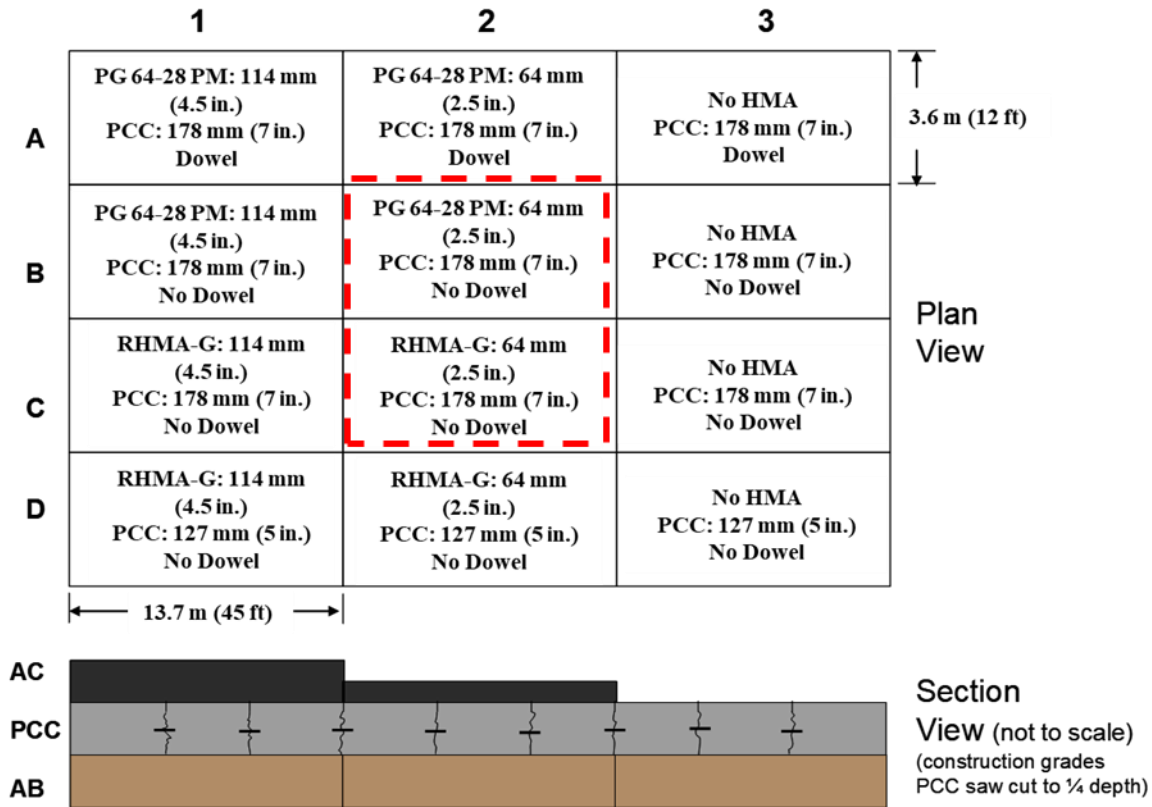 1
2
3
A
PG 64-28 PM: 114 mm
(4.5 in.)
PCC: 178 mm (7 in.)
Dowel
PG 64-28 PM: 64 mm
(2.5 in.)
PCC: 178 mm (7 in.)
Dowel
No HMA
PCC: 178 mm (7 in.)
Dowel
3.6 m (12 ft)
B
PG 64-28 PM: 114 mm
(4.5 in.)
PCC: 178 mm (7 in.)
No Dowel
PG 64-28 PM: 64 mm
(2.5 in.)
PCC: 178 mm (7 in.)
No Dowel
No HMA
PCC: 178 mm (7 in.)
No Dowel
Plan
View
C
RHMA-G: 114 mm
(4.5 in.)
PCC: 178 mm (7 in.)
No Dowel
RHMA-G: 64 mm
(2.5 in.)
PCC: 178 mm (7 in.)
No Dowel
No HMA
PCC: 178 mm (7 in.)
No Dowel
D
RHMA-G: 114 mm
(4.5 in.)
PCC: 127 mm (5 in.)
No Dowel
RHMA-G: 64 mm
(2.5 in.)
PCC: 127 mm (5 in.)
No Dowel
No HMA
PCC: 127 mm (5 in.)
No Dowel
13.7 m (45 ft)
AC
PCC
AB
Section
View (not to scale)
(construction grades
PCC saw cut to ¼ depth)